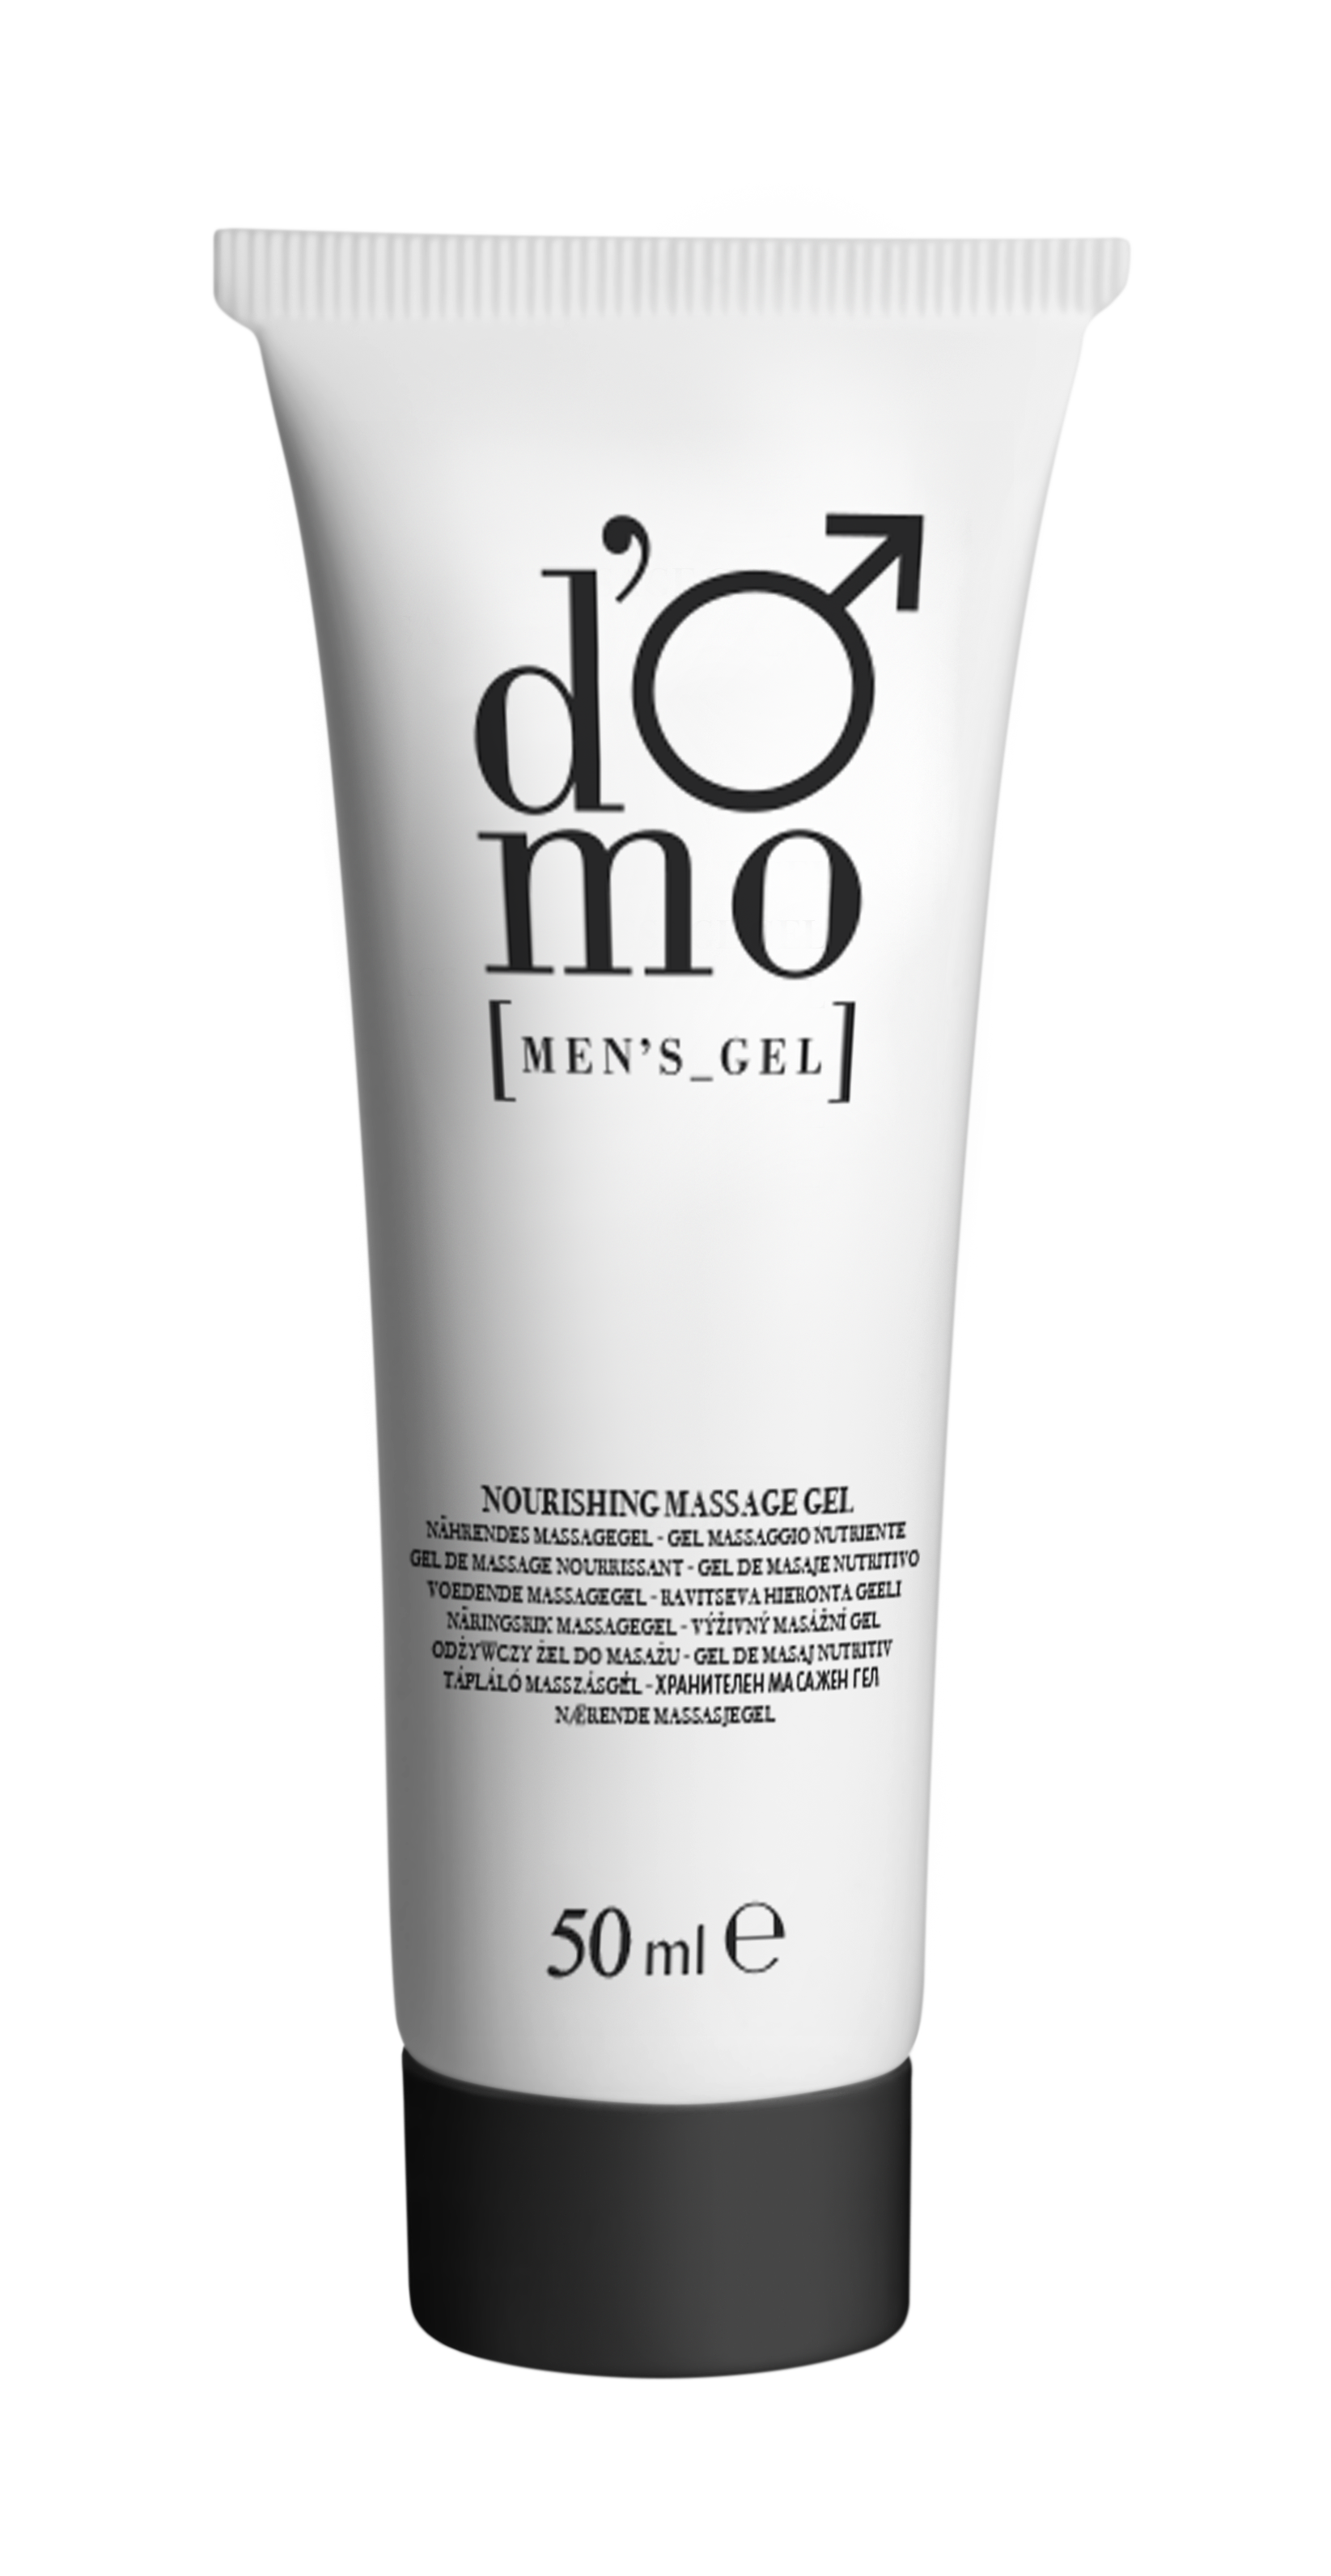 d'O
mo
[MEN'S_GEL]
NOURISHING MASSAGE GEL
NÄHRENDES MASSAGEGEL - GEL MASSAGGIO NUTRIENTE
GEL DE MASSAGE NOURRISSANT - GEL DE MASAJE NUTRITIVO
VOEDENDE MASSAGEGEL - RAVITSEVA HIERONTA GEELI
NÄRINGSRIK MASSAGEGEL - VÝŽIVNÝ MASÁŽNÍ GEL
ODŻYWCZY ŻEL DO MASAŻU - GEL DE MASAJ NUTRITIV
TÁPLÁLÓ MASSZÁSGÉL - ХРАНИТЕЛЕН МАСАЖЕН ГЕЛ
NÆRENDE MASSASJEGEL
50 ml e